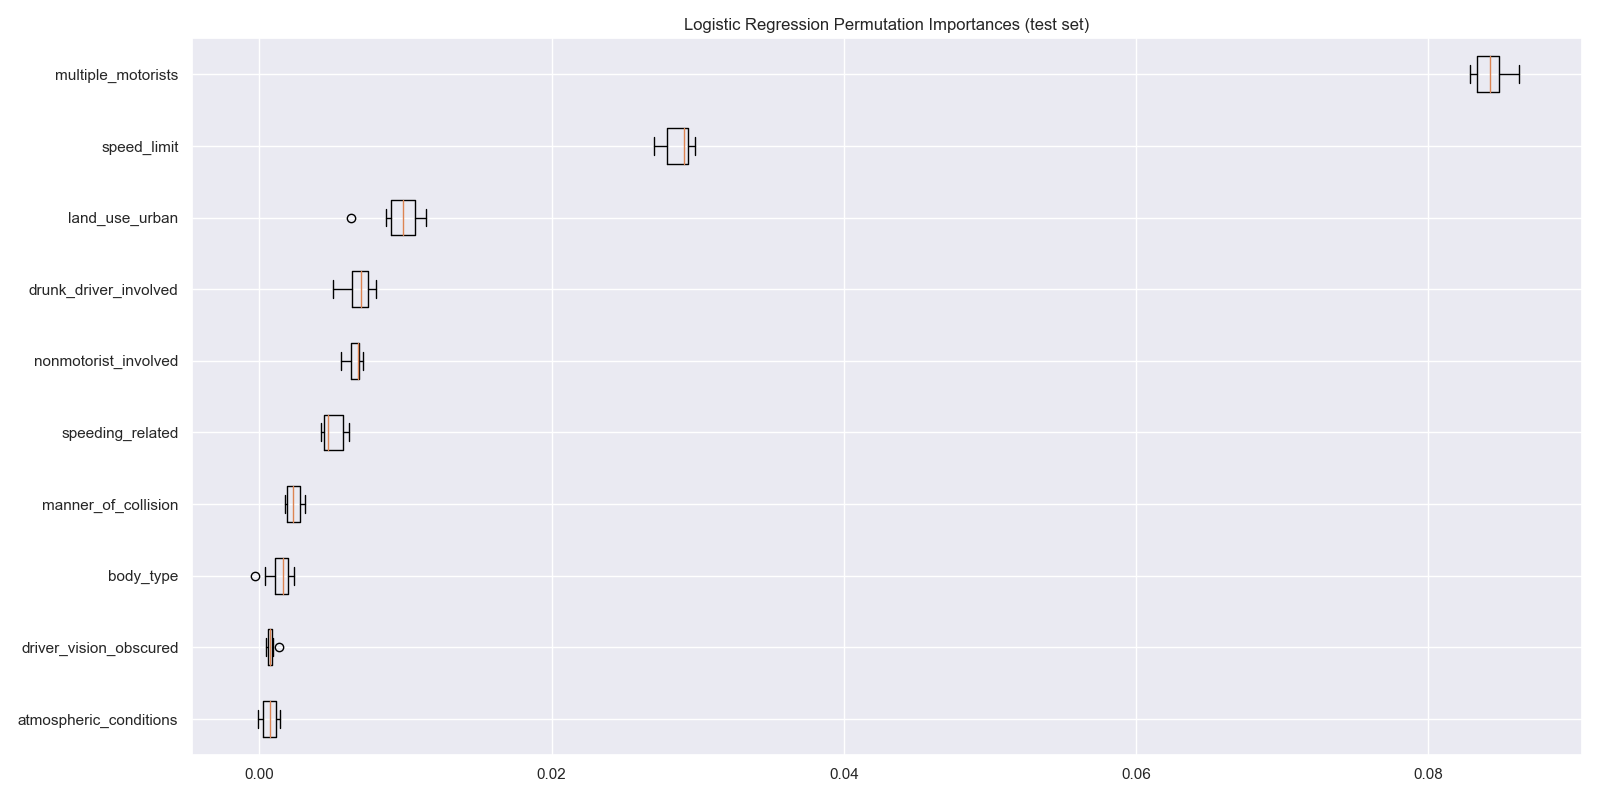 Logistic Regression Permutation Importances (test set)
multiple_motorists
speed_limit
land_use_urban
drunk_driver_involved
nonmotorist_involved
speeding_related
manner_of_collision
body_type
driver_vision_obscured
atmospheric_conditions
0.00 0.02 0.04 0.06 0.08